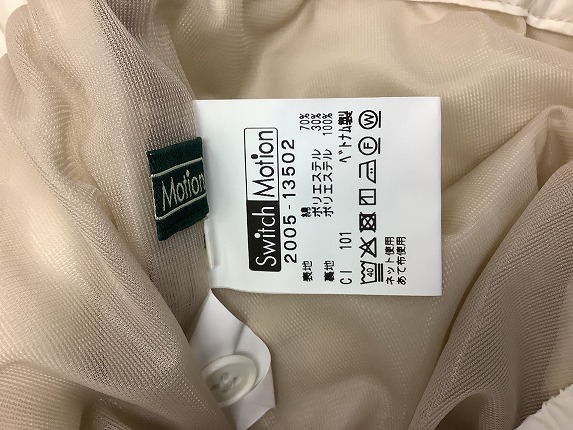 Switch Motion
2005-13502
表地 綿 70%
ポリエステル 30%
裏地 ポリエステル 100%
CI 101 ベトナム製
40
F W
ネット使用
あて布使用
Motion